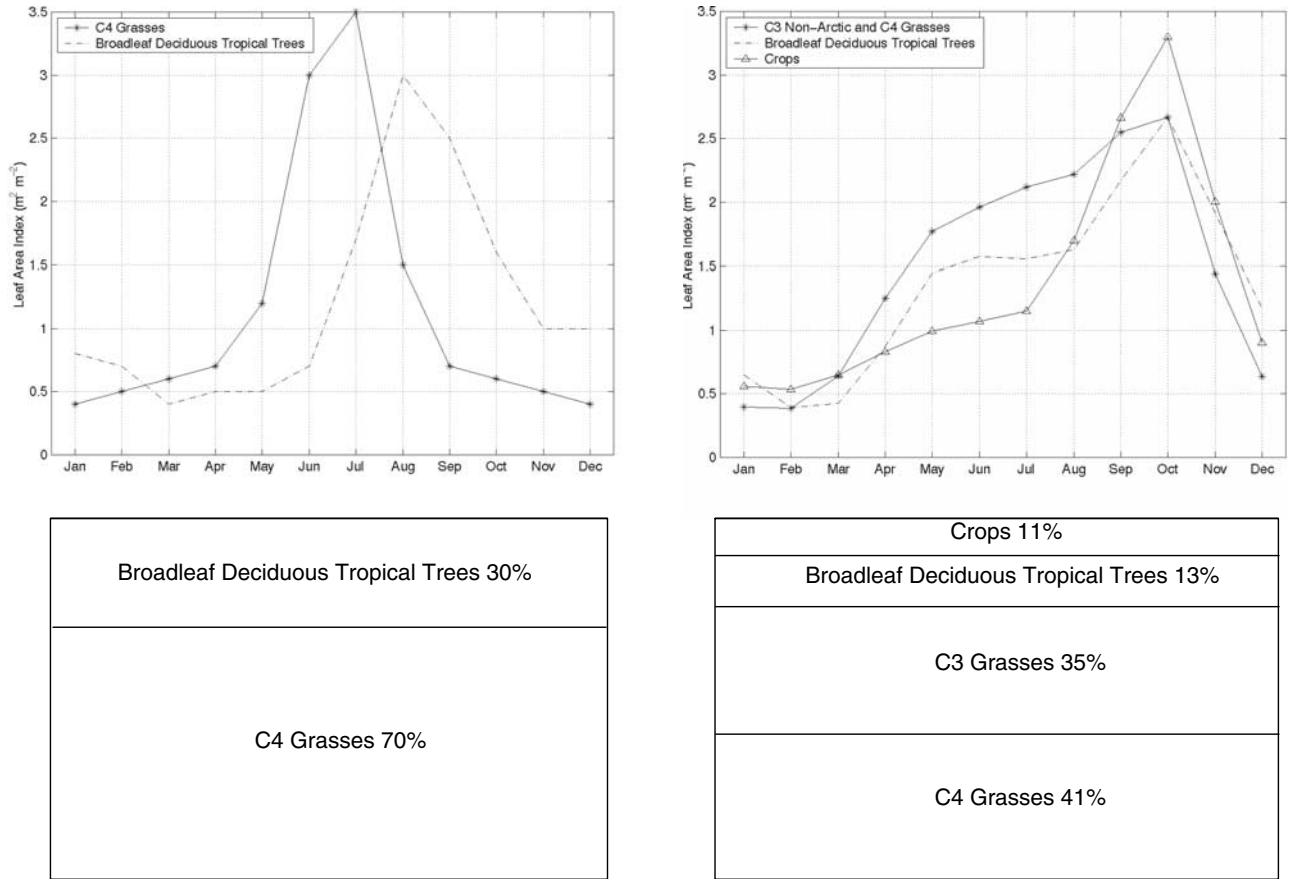 C4 Grasses
Broadleaf Deciduous Tropical Trees
3.5
3
2.5
2
1.5
1
0.5
0
Leaf Area Index (m² m⁻²)
Jan Feb Mar Apr May Jun Jul Aug Sep Oct Nov Dec
C3 Non−Arctic and C4 Grasses
Broadleaf Deciduous Tropical Trees
Crops
3.5
3
2.5
2
1.5
1
0.5
0
Leaf Area Index (m² m⁻²)
Jan Feb Mar Apr May Jun Jul Aug Sep Oct Nov Dec
Broadleaf Deciduous Tropical Trees 30%
C4 Grasses 70%
Crops 11%
Broadleaf Deciduous Tropical Trees 13%
C3 Grasses 35%
C4 Grasses 41%